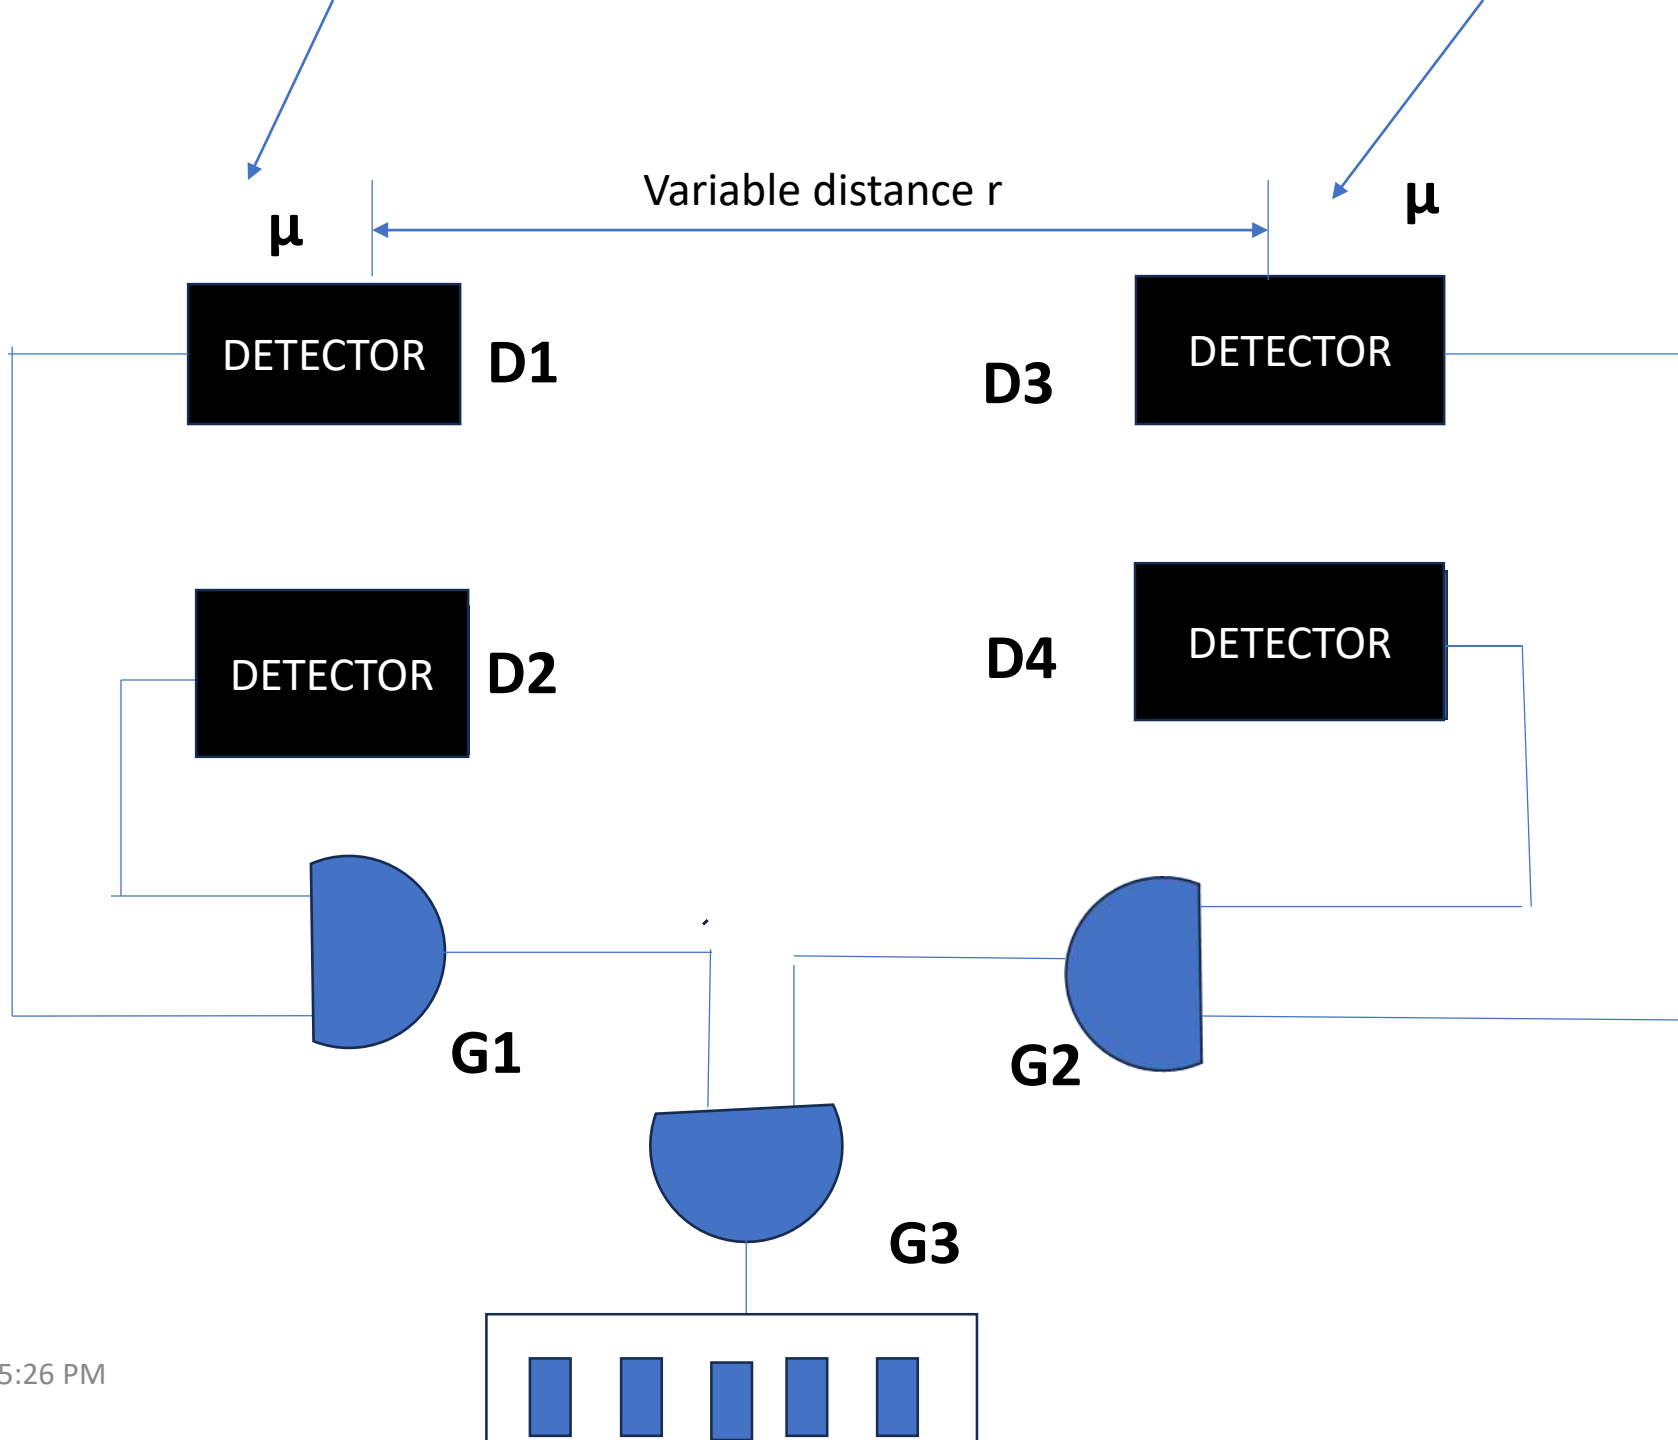 Variable distance r
μ
μ
DETECTOR
D1
D3
DETECTOR
DETECTOR
D2
D4
DETECTOR
G1
G2
G3
5:26 PM